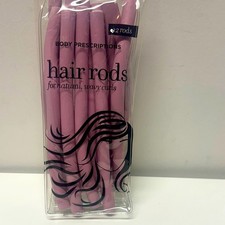 12 rods
BODY PRESCRIPTIONS
hair rods
for natural, wavy curls